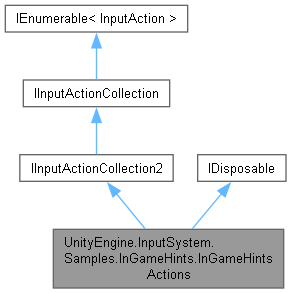 IEnumerable< InputAction >
IInputActionCollection
IInputActionCollection2
IDisposable
UnityEngine.InputSystem.
Samples.InGameHints.InGameHints
Actions